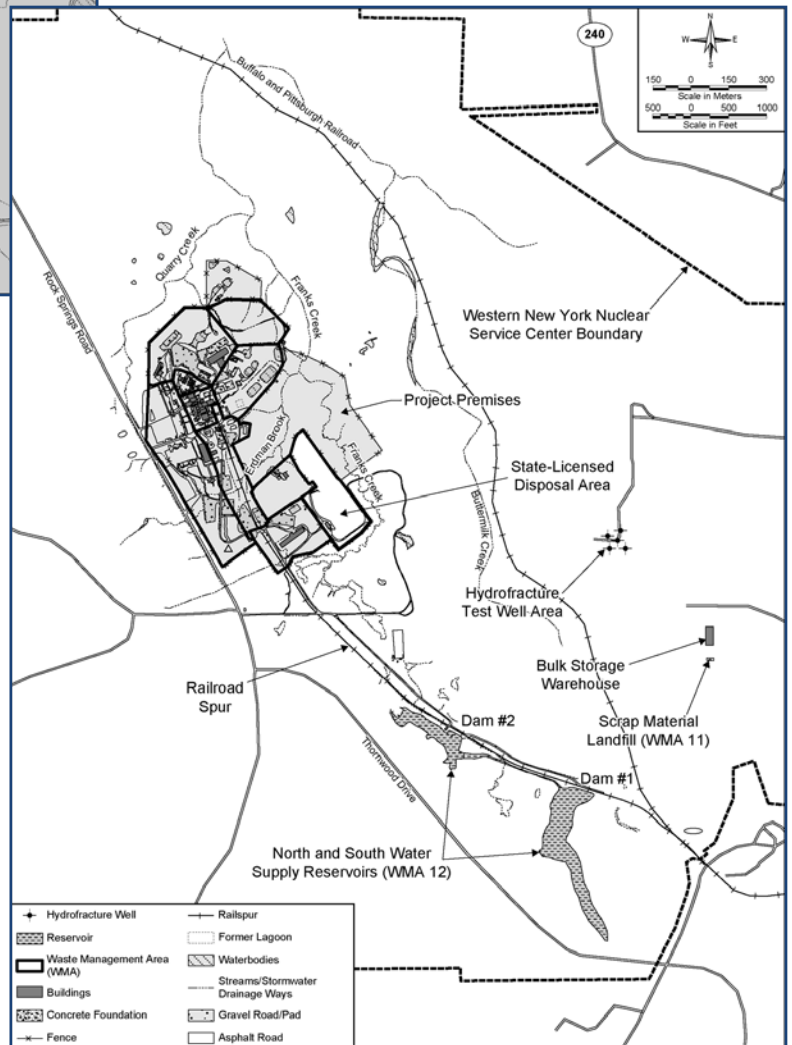 240
N
W
E
S
150 0 150 300
Scale in Meters
500 0 500 1000
Scale in Feet
Buffalo and Pittsburgh Railroad
Quarry Creek
Rock Springs Road
Franks Creek
Western New York Nuclear
Service Center Boundary
Project Premises
Erdman Brook
Franks Creek
State-Licensed
Disposal Area
Buttermilk Creek
Hydrofracture
Test Well Area
Bulk Storage
Warehouse
Railroad
Spur
Scrap Material
Landfill (WMA 11)
Dam #2
Thornwood Drive
Dam #1
North and South Water
Supply Reservoirs (WMA 12)
Hydrofracture Well
Railspur
Reservoir
Former Lagoon
Waste Management Area
(WMA)
Waterbodies
Buildings
Streams/Stormwater
Drainage Ways
Concrete Foundation
Gravel Road/Pad
Fence
Asphalt Road